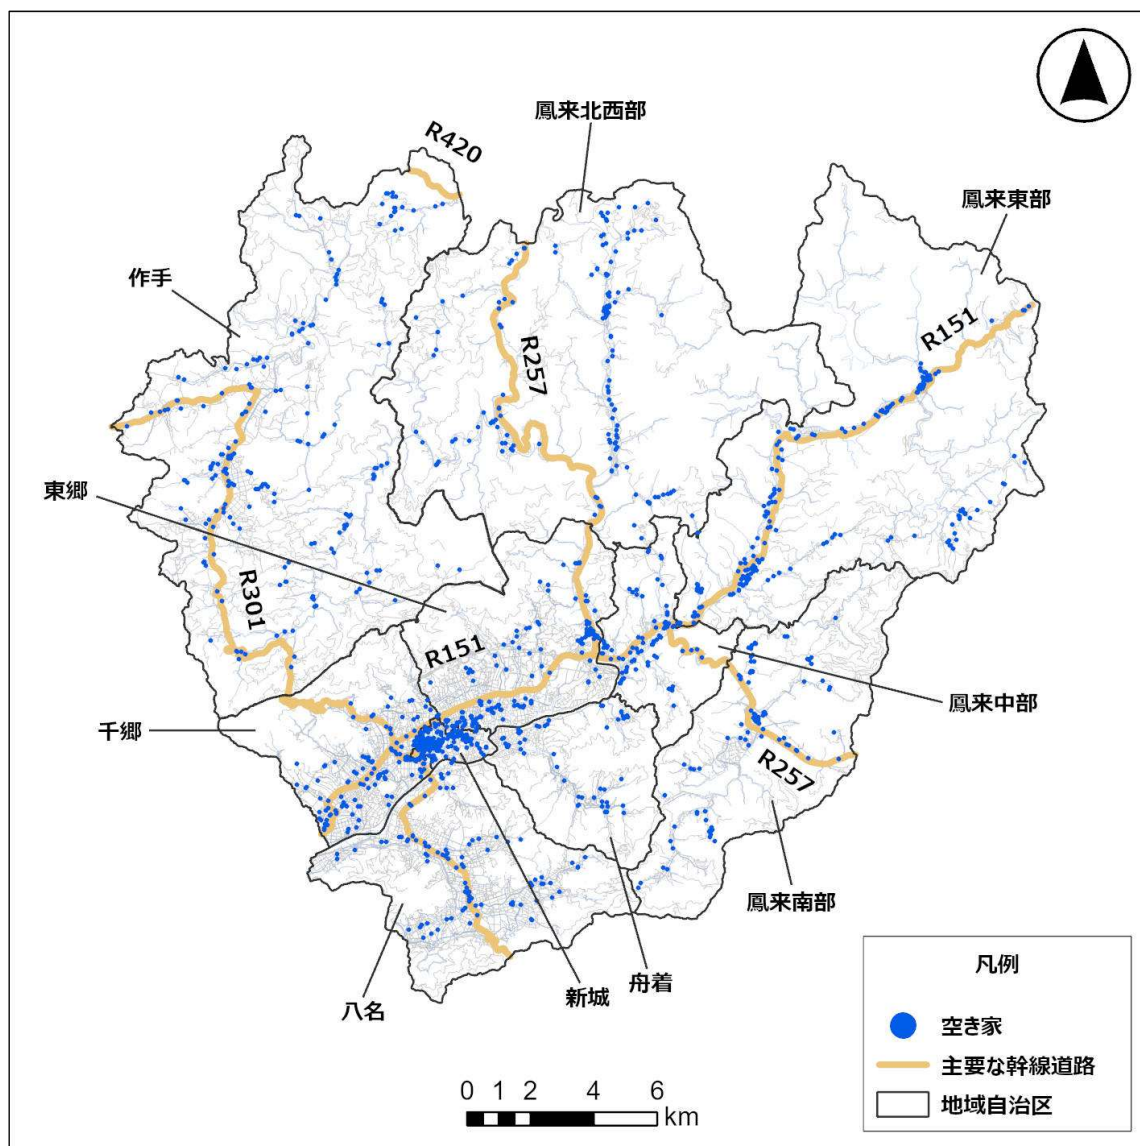 鳳来北西部
R420
鳳来東部
作手
R151
R257
東郷
R301
R151
鳳来中部
千郷
R257
鳳来南部
舟着
新城
八名
凡例
空き家
主要な幹線道路
地域自治区
0 1 2 4 6
km